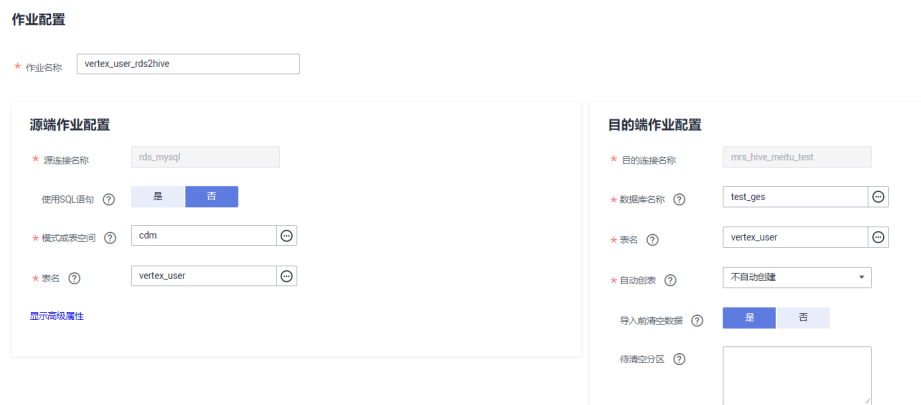 作业配置
* 作业名称 vertex_user_rds2hive
源端作业配置
* 源连接名称 rds_mysql
使用SQL语句 ? 是 否
* 模式或表空间 ? cdm
* 表名 ? vertex_user
显示高级属性
目的端作业配置
* 目的连接名称 mrs_hive_meitu_test
* 数据库名称 ? test_ges
* 表名 ? vertex_user
* 自动创表 ? 不自动创建
导入前清空数据 ? 是 否
待清空分区 ?